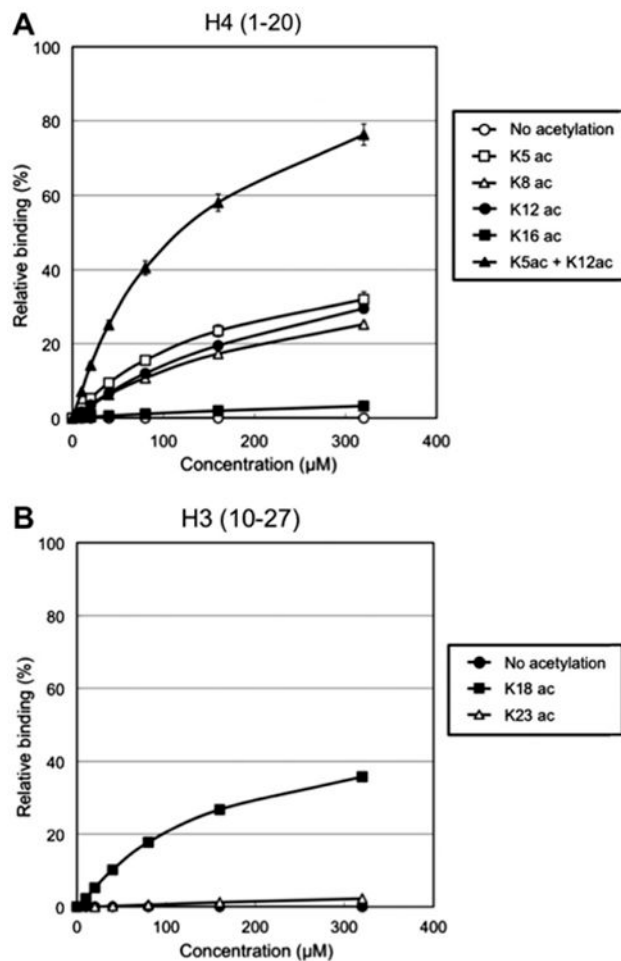 A
H4 (1-20)
100
80
60
40
20
0
Relative binding (%)
0
100
200
300
400
Concentration (µM)
No acetylation
K5 ac
K8 ac
K12 ac
K16 ac
K5ac + K12ac
B
H3 (10-27)
100
80
60
40
20
0
Relative binding (%)
0
100
200
300
400
Concentration (µM)
No acetylation
K18 ac
K23 ac